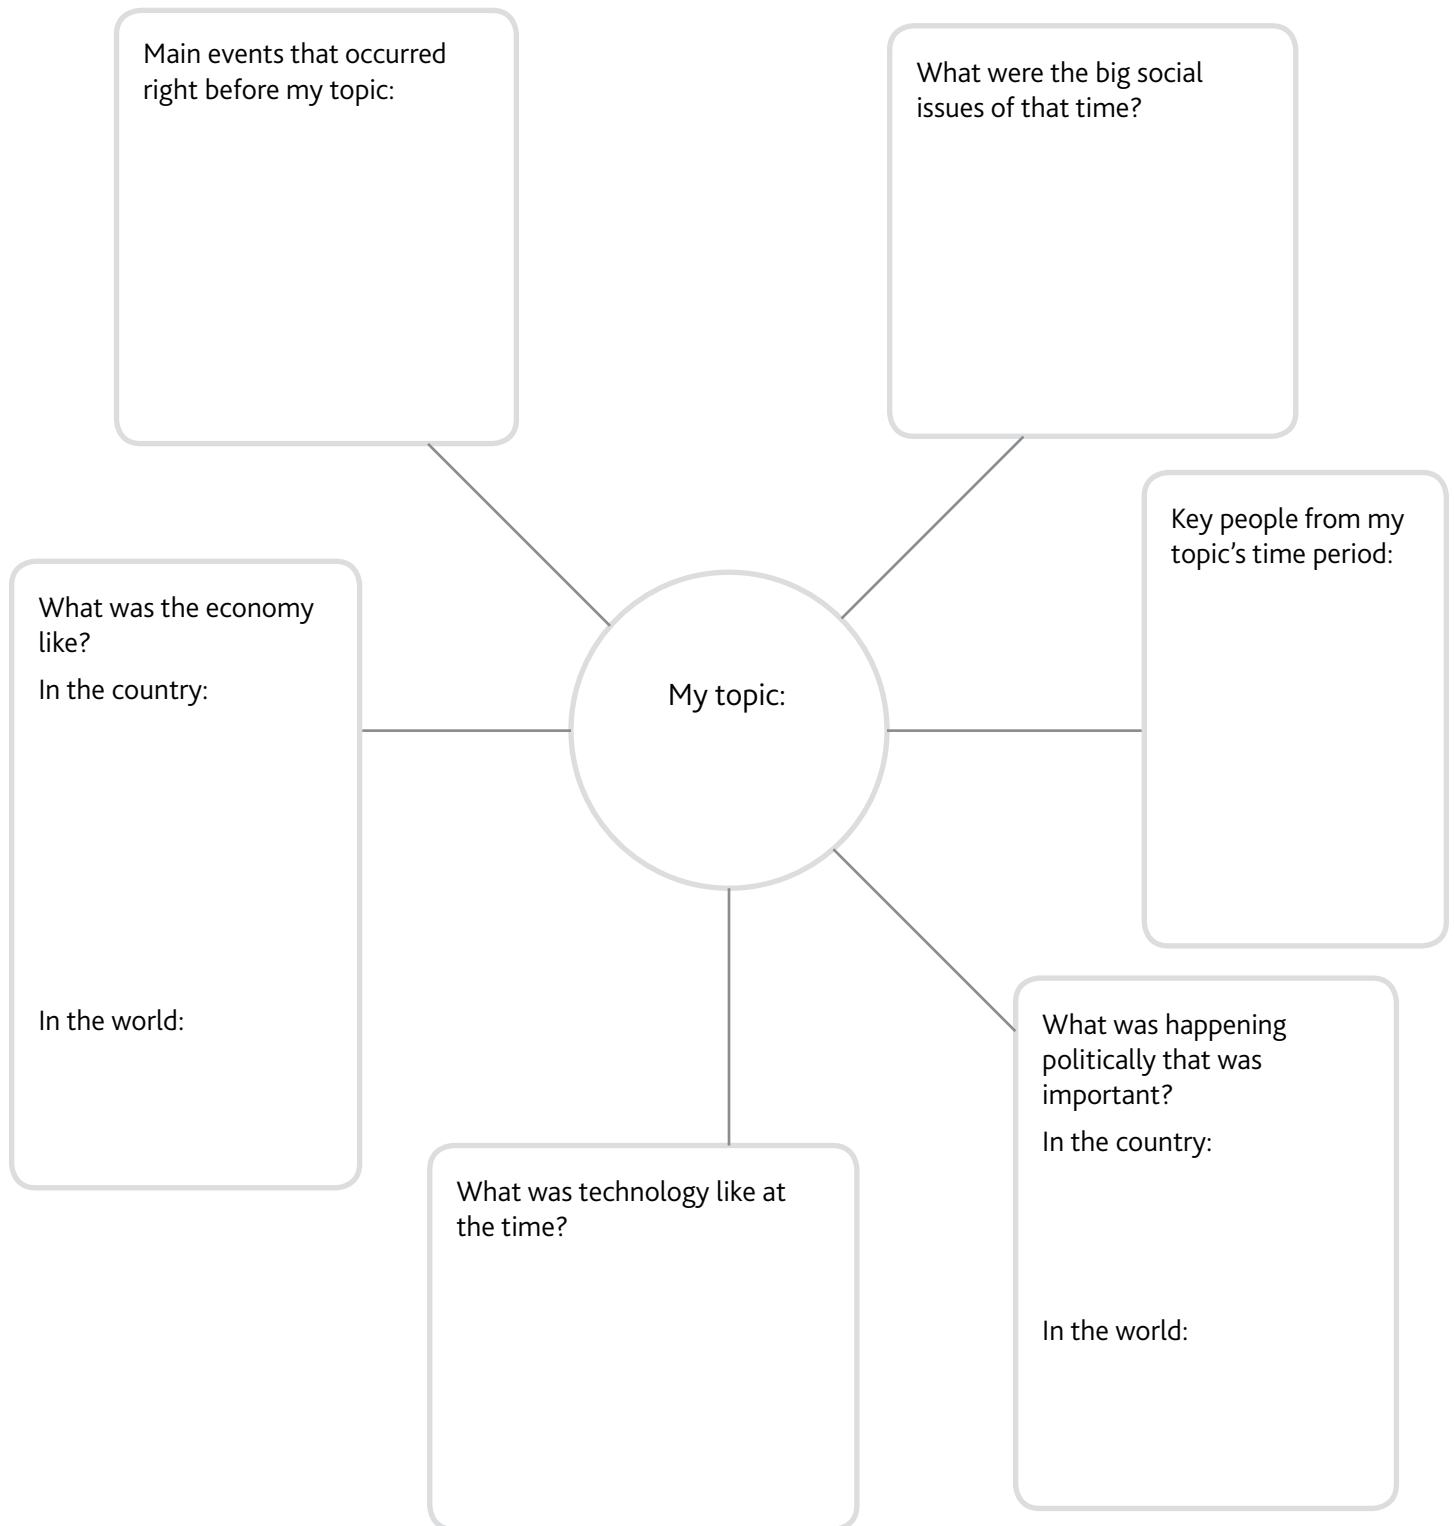 Main events that occurred
right before my topic:
What were the big social
issues of that time?
Key people from my
topic’s time period:
What was the economy
like?
In the country:
In the world:
My topic:
What was happening
politically that was
important?
In the country:
In the world:
What was technology like at
the time?